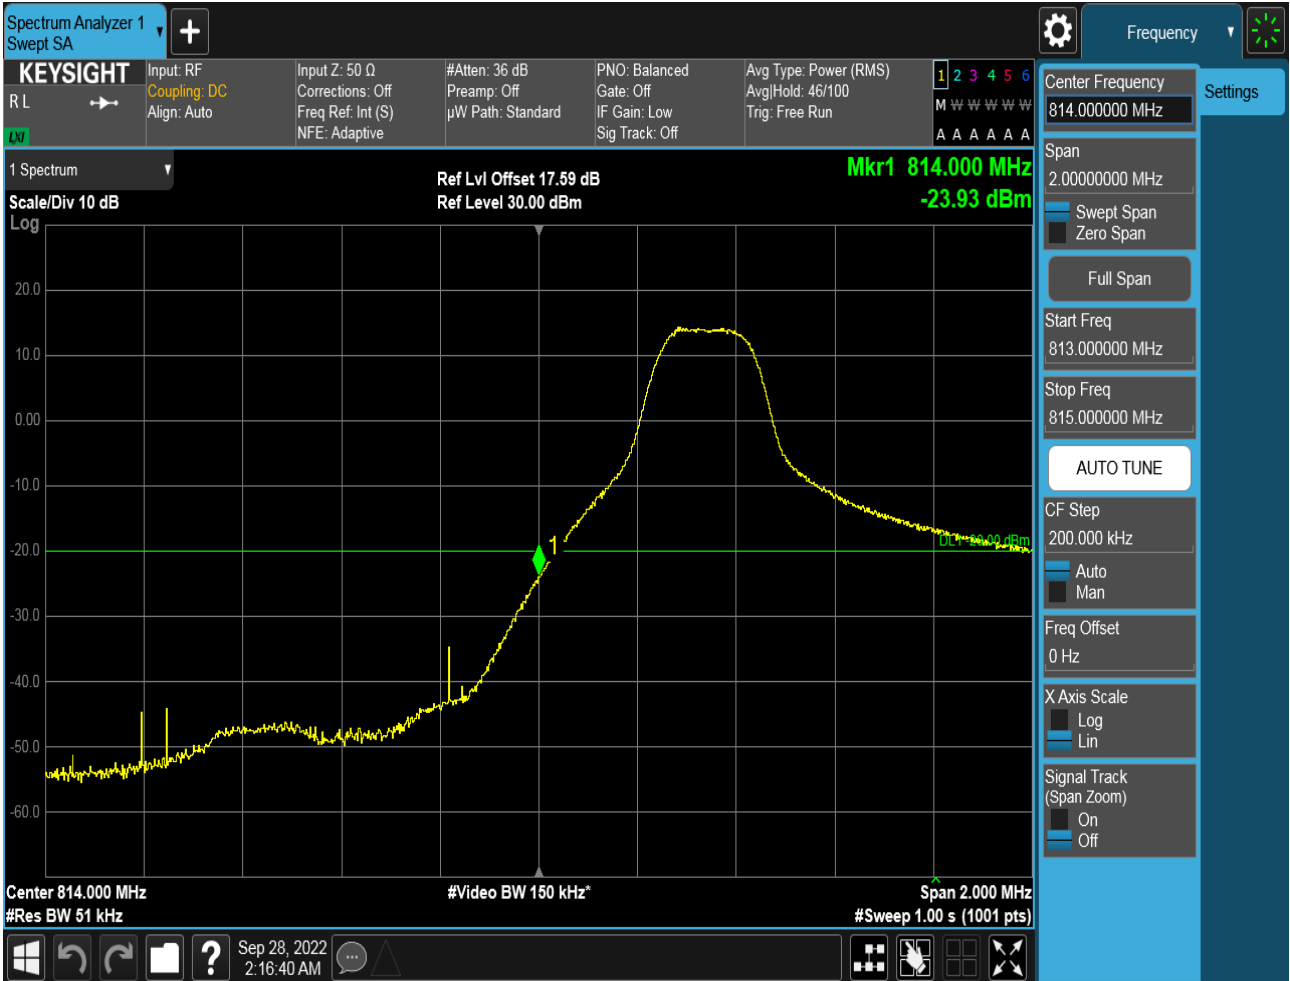 Spectrum Analyzer 1
Swept SA
Frequency
KEYSIGHT
R L
LXI
Input: RF
Coupling: DC
Align: Auto
Input Z: 50 Ω
Corrections: Off
Freq Ref: Int (S)
NFE: Adaptive
#Atten: 36 dB
Preamp: Off
µW Path: Standard
PNO: Balanced
Gate: Off
IF Gain: Low
Sig Track: Off
Avg Type: Power (RMS)
Avg|Hold: 46/100
Trig: Free Run
1 2 3 4 5 6
M W W W W W
A A A A A A
1 Spectrum
Scale/Div 10 dB
Log
Ref Lvl Offset 17.59 dB
Ref Level 30.00 dBm
Mkr1 814.000 MHz
-23.93 dBm
20.0
10.0
0.00
-10.0
-20.0
-30.0
-40.0
-50.0
-60.0
1
DL1 -20.00 dBm
Center 814.000 MHz
#Res BW 51 kHz
#Video BW 150 kHz*
Span 2.000 MHz
#Sweep 1.00 s (1001 pts)
Center Frequency
814.000000 MHz
Settings
Span
2.00000000 MHz
Swept Span
Zero Span
Full Span
Start Freq
813.000000 MHz
Stop Freq
815.000000 MHz
AUTO TUNE
CF Step
200.000 kHz
Auto
Man
Freq Offset
0 Hz
X Axis Scale
Log
Lin
Signal Track
(Span Zoom)
On
Off
?
Sep 28, 2022
2:16:40 AM